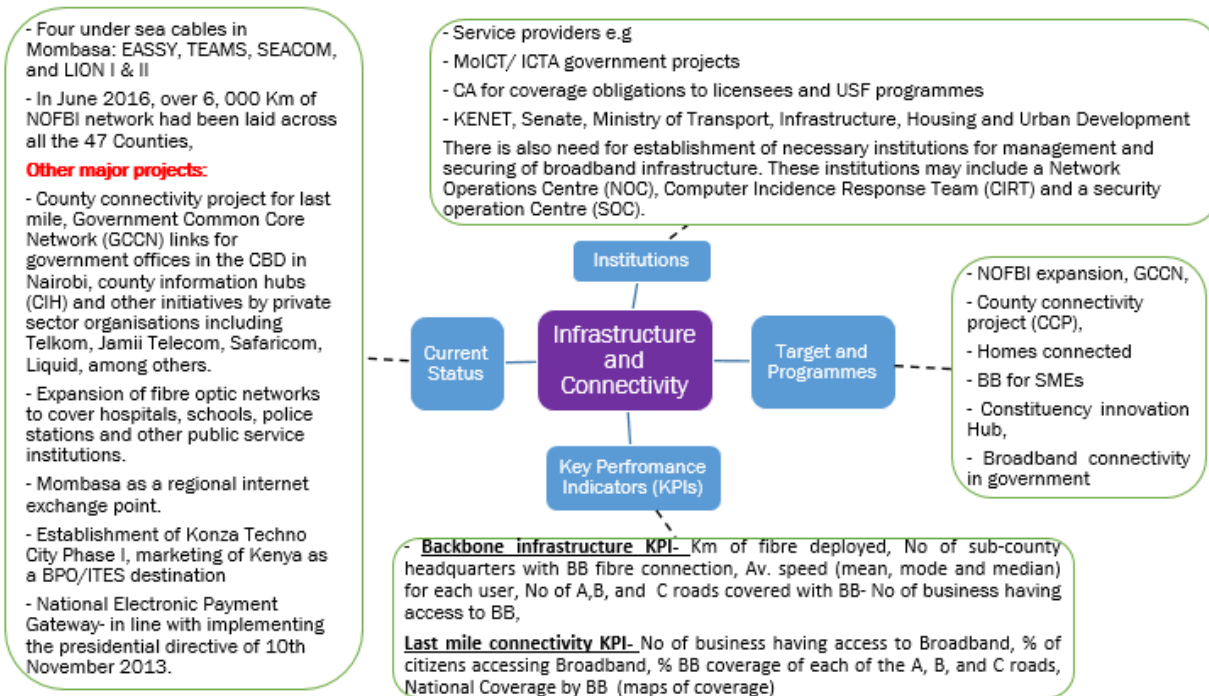 - Four under sea cables in
Mombasa: EASSY, TEAMS, SEACOM,
and LION I & II
- In June 2016, over 6, 000 Km of
NOFBI network had been laid across
all the 47 Counties,
Other major projects:
- County connectivity project for last
mile, Government Common Core
Network (GCCN) links for
government offices in the CBD in
Nairobi, county information hubs
(CIH) and other initiatives by private
sector organisations including
Telkom, Jamii Telecom, Safaricom,
Liquid, among others.
- Expansion of fibre optic networks
to cover hospitals, schools, police
stations and other public service
institutions.
- Mombasa as a regional internet
exchange point.
- Establishment of Konza Techno
City Phase I, marketing of Kenya as
a BPO/ITES destination
- National Electronic Payment
Gateway- in line with implementing
the presidential directive of 10th
November 2013.
- Service providers e.g
- MoICT/ ICTA government projects
- CA for coverage obligations to licensees and USF programmes
- KENET, Senate, Ministry of Transport, Infrastructure, Housing and Urban Development
There is also need for establishment of necessary institutions for management and
securing of broadband infrastructure. These institutions may include a Network
Operations Centre (NOC), Computer Incidence Response Team (CIRT) and a security
operation Centre (SOC).
Institutions
Current
Status
Infrastructure
and
Connectivity
Target and
Programmes
Key Perfromance
Indicators (KPIs)
- NOFBI expansion, GCCN,
- County connectivity
project (CCP),
- Homes connected
- BB for SMEs
- Constituency innovation
Hub,
- Broadband connectivity
in government
- Backbone infrastructure KPI- Km of fibre deployed, No of sub-county
headquarters with BB fibre connection, Av. speed (mean, mode and median)
for each user, No of A,B, and C roads covered with BB- No of business having
access to BB,
Last mile connectivity KPI- No of business having access to Broadband, % of
citizens accessing Broadband, % BB coverage of each of the A, B, and C roads,
National Coverage by BB (maps of coverage)